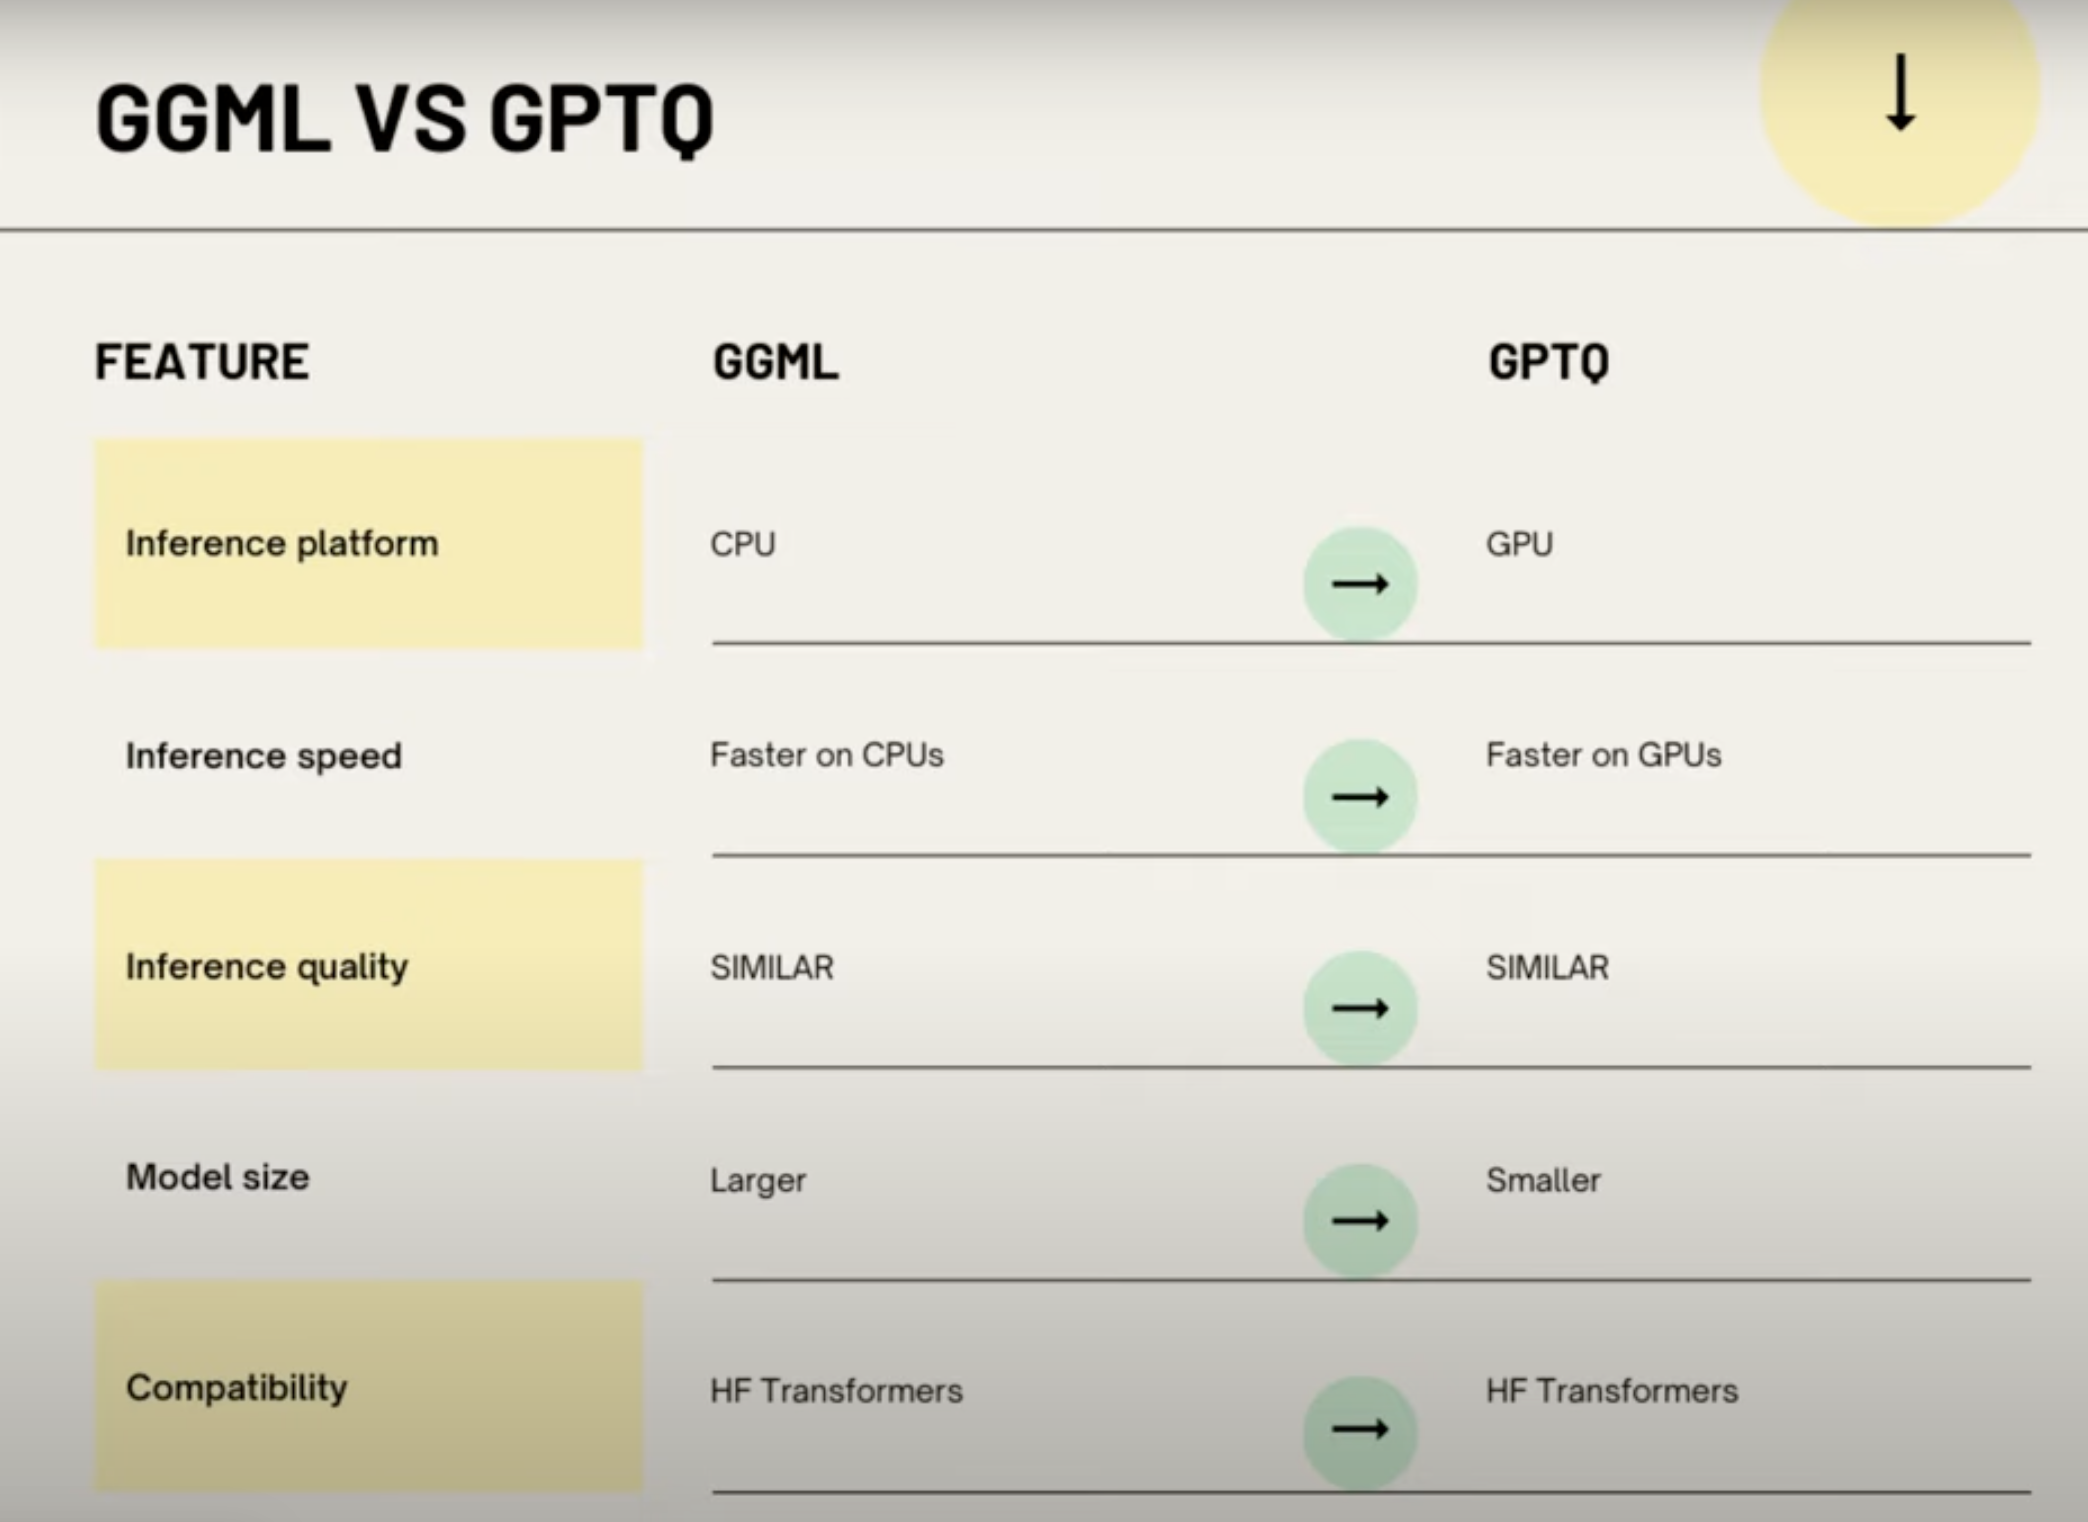 GGML VS GPTQ
FEATURE GGML GPTQ
Inference platform CPU GPU
Inference speed Faster on CPUs Faster on GPUs
Inference quality SIMILAR SIMILAR
Model size Larger Smaller
Compatibility HF Transformers HF Transformers